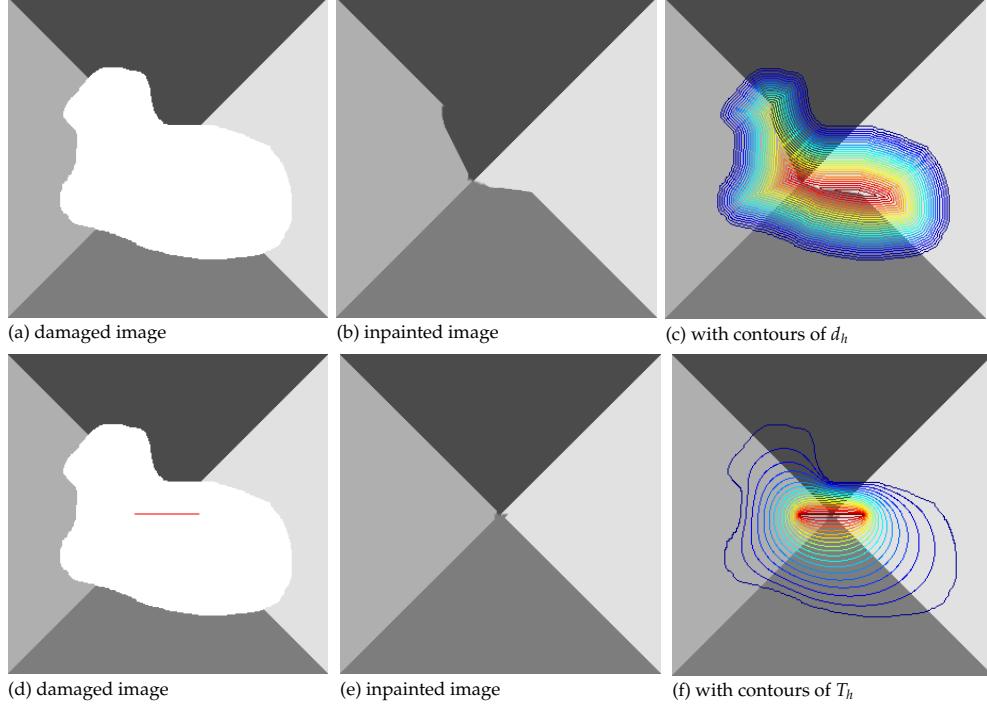 (a) damaged image
(b) inpainted image
(c) with contours of d_h
(d) damaged image
(e) inpainted image
(f) with contours of T_h